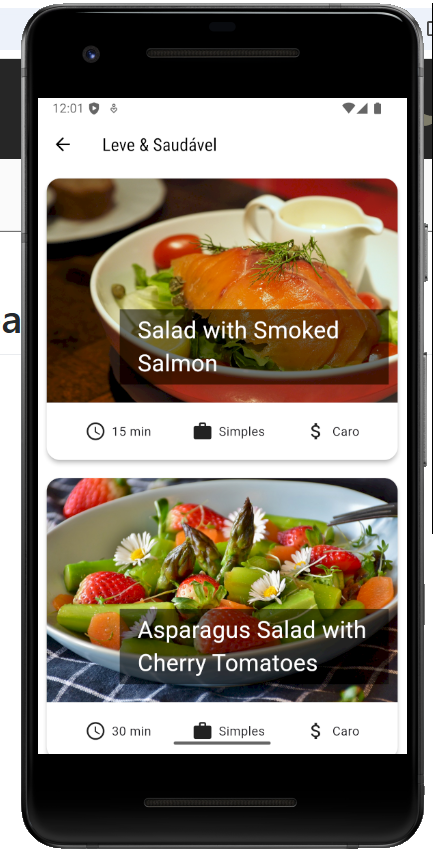 a
12:01
Leve & Saudável
Salad with Smoked
Salmon
15 min
Simples
$
Caro
Asparagus Salad with
Cherry Tomatoes
30 min
Simples
$
Caro